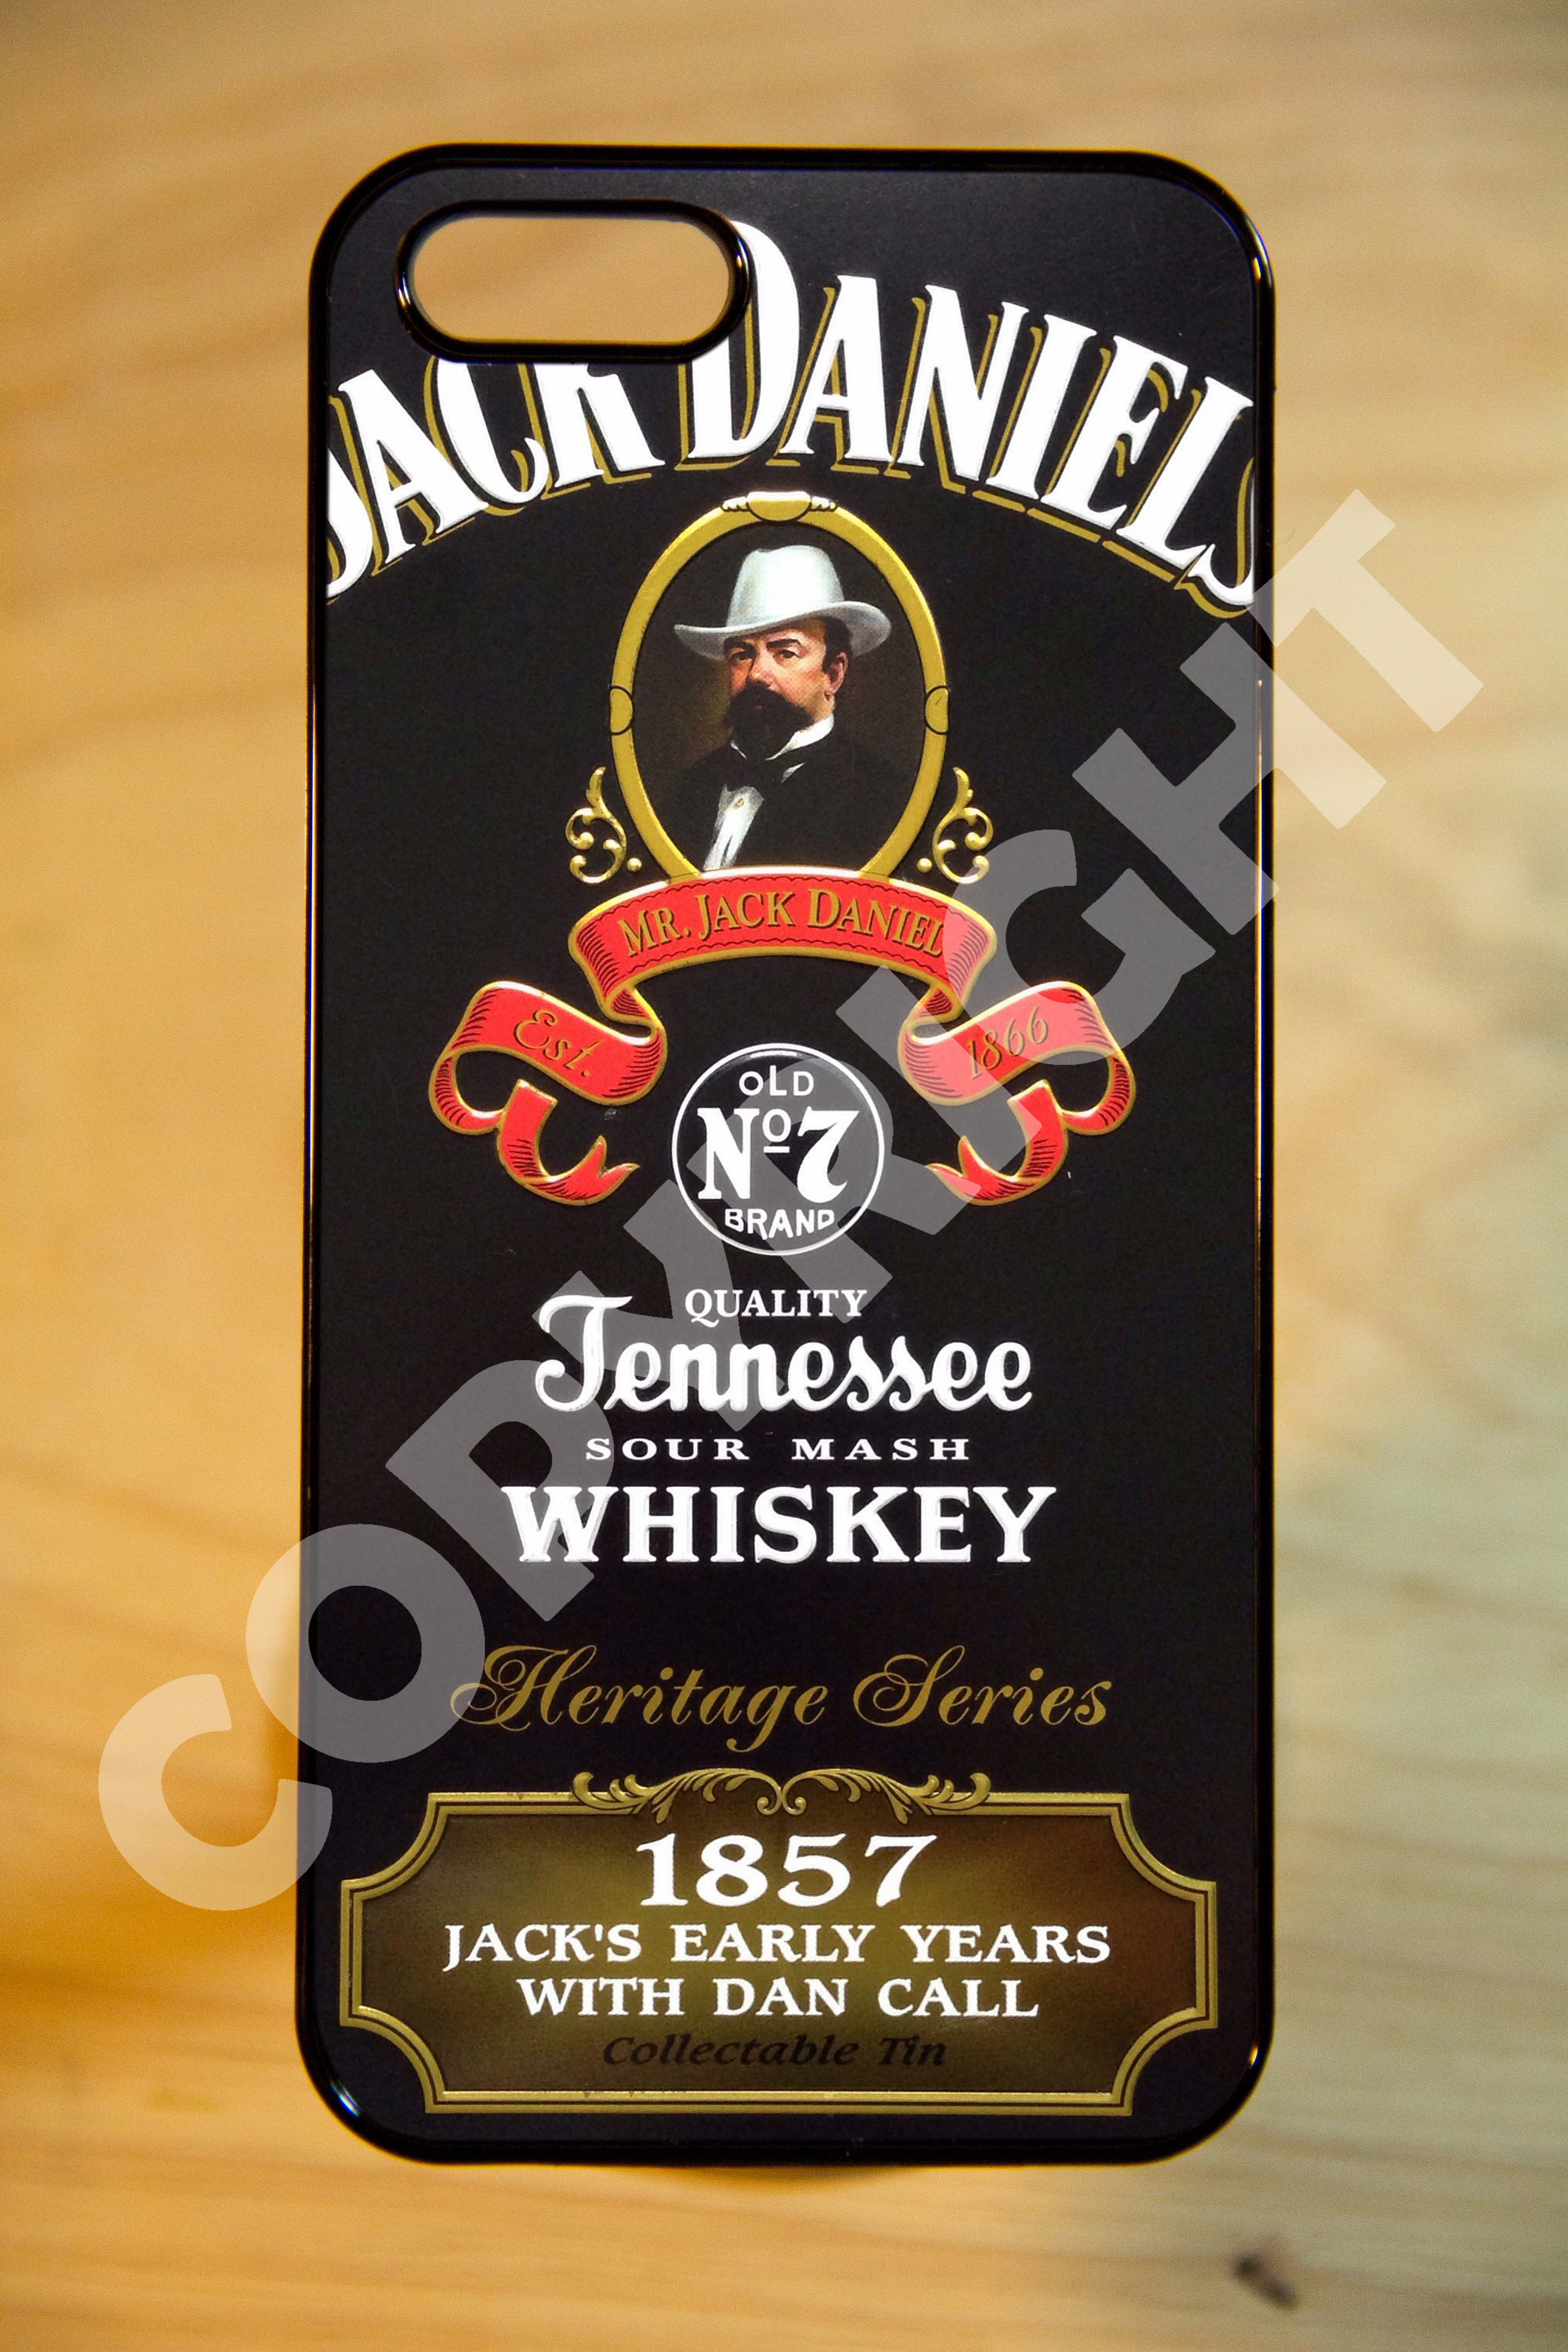 JACK DANIELS
MR. JACK DANIEL
Est. 1866
OLD
Nº7
BRAND
QUALITY
Tennessee
SOUR MASH
WHISKEY
Heritage Series
1857
JACK'S EARLY YEARS
WITH DAN CALL
Collectable Tin
COPYRIGHT